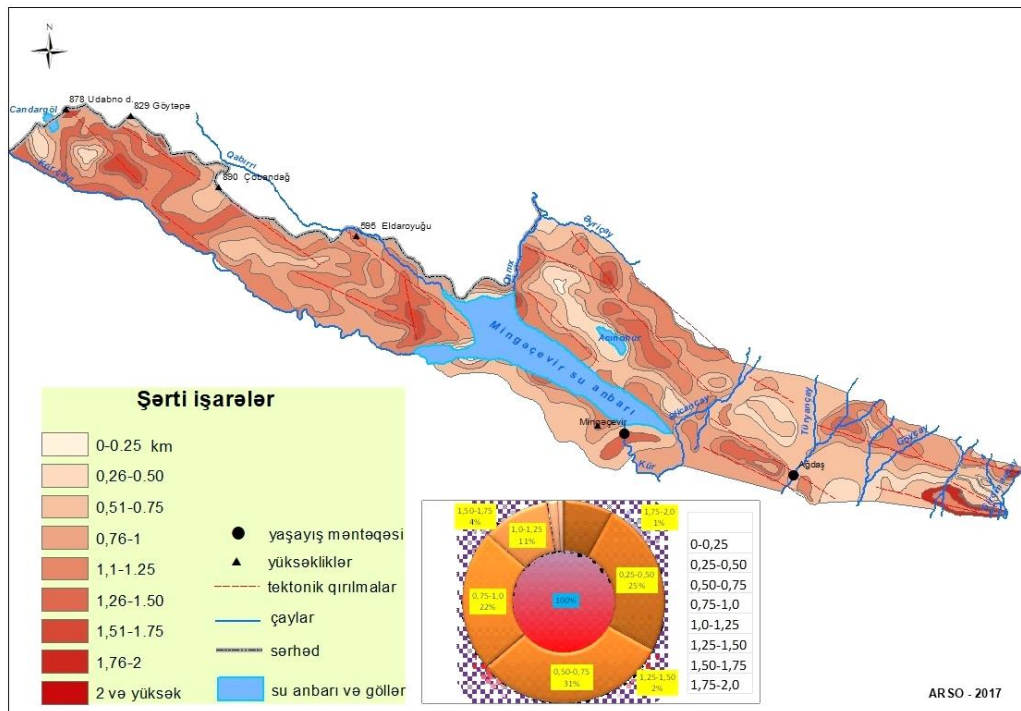 N
878 Udabno d.
829 Göytəpə
Candargöl
Qabırrı
Kür çayı
890 Çobandağ
595 Eldaroyuğu
Əyriçay
Qanıx
Acınohur
Mingəçevir su anbarı
Mingəçevir
Kür
Türyançay
Göyçay
Ağdaş
Şərti işarələr
0-0.25 km
0,26-0.50
0,51-0.75
0,76-1
1,1-1.25
1,26-1.50
1,51-1.75
1,76-2
2 və yüksək
yaşayış məntəqəsi
yüksəkliklər
tektonik qırılmalar
çaylar
sərhəd
su anbarı və göllər
1,50-1,75
4%
1,0-1,25
11%
1,75-2,0
1%
0,25-0,50
25%
0,75-1,0
22%
100%
0,50-0,75
31%
1,25-1,50
2%
0-0,25
0,25-0,50
0,50-0,75
0,75-1,0
1,0-1,25
1,25-1,50
1,50-1,75
1,75-2,0
ARSO - 2017